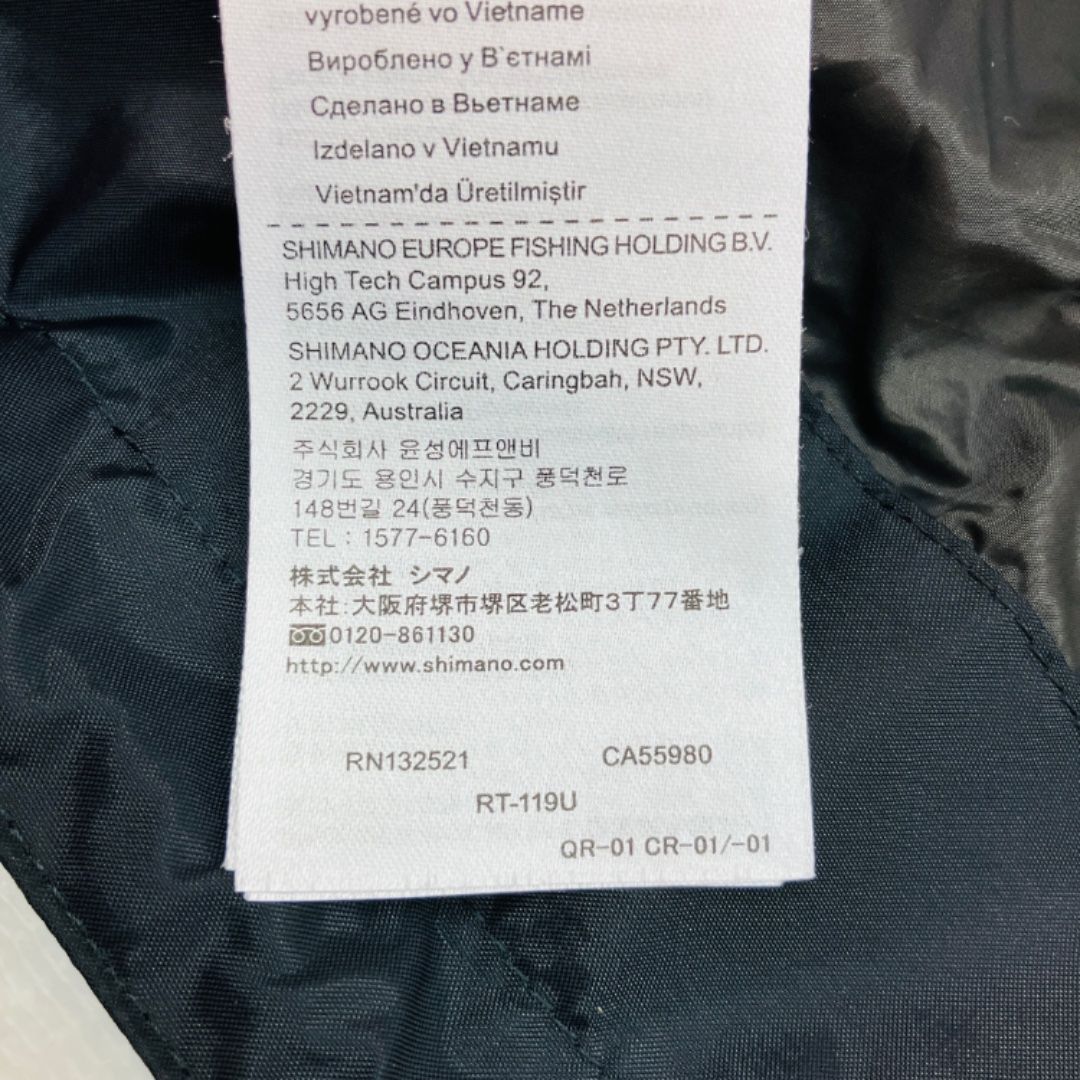 vyrobené vo Vietname
Вироблено у В`єтнамі
Сделано в Вьетнаме
Izdelano v Vietnamu
Vietnam'da Üretilmiştir
SHIMANO EUROPE FISHING HOLDING B.V.
High Tech Campus 92,
5656 AG Eindhoven, The Netherlands
SHIMANO OCEANIA HOLDING PTY. LTD.
2 Wurrook Circuit, Caringbah, NSW,
2229, Australia
주식회사 윤성에프앤비
경기도 용인시 수지구 풍덕천로
148번길 24(풍덕천동)
TEL : 1577-6160
株式会社 シマノ
本社:大阪府堺市堺区老松町3丁77番地
0120-861130
http://www.shimano.com
RN132521 CA55980
RT-119U
QR-01 CR-01/-01